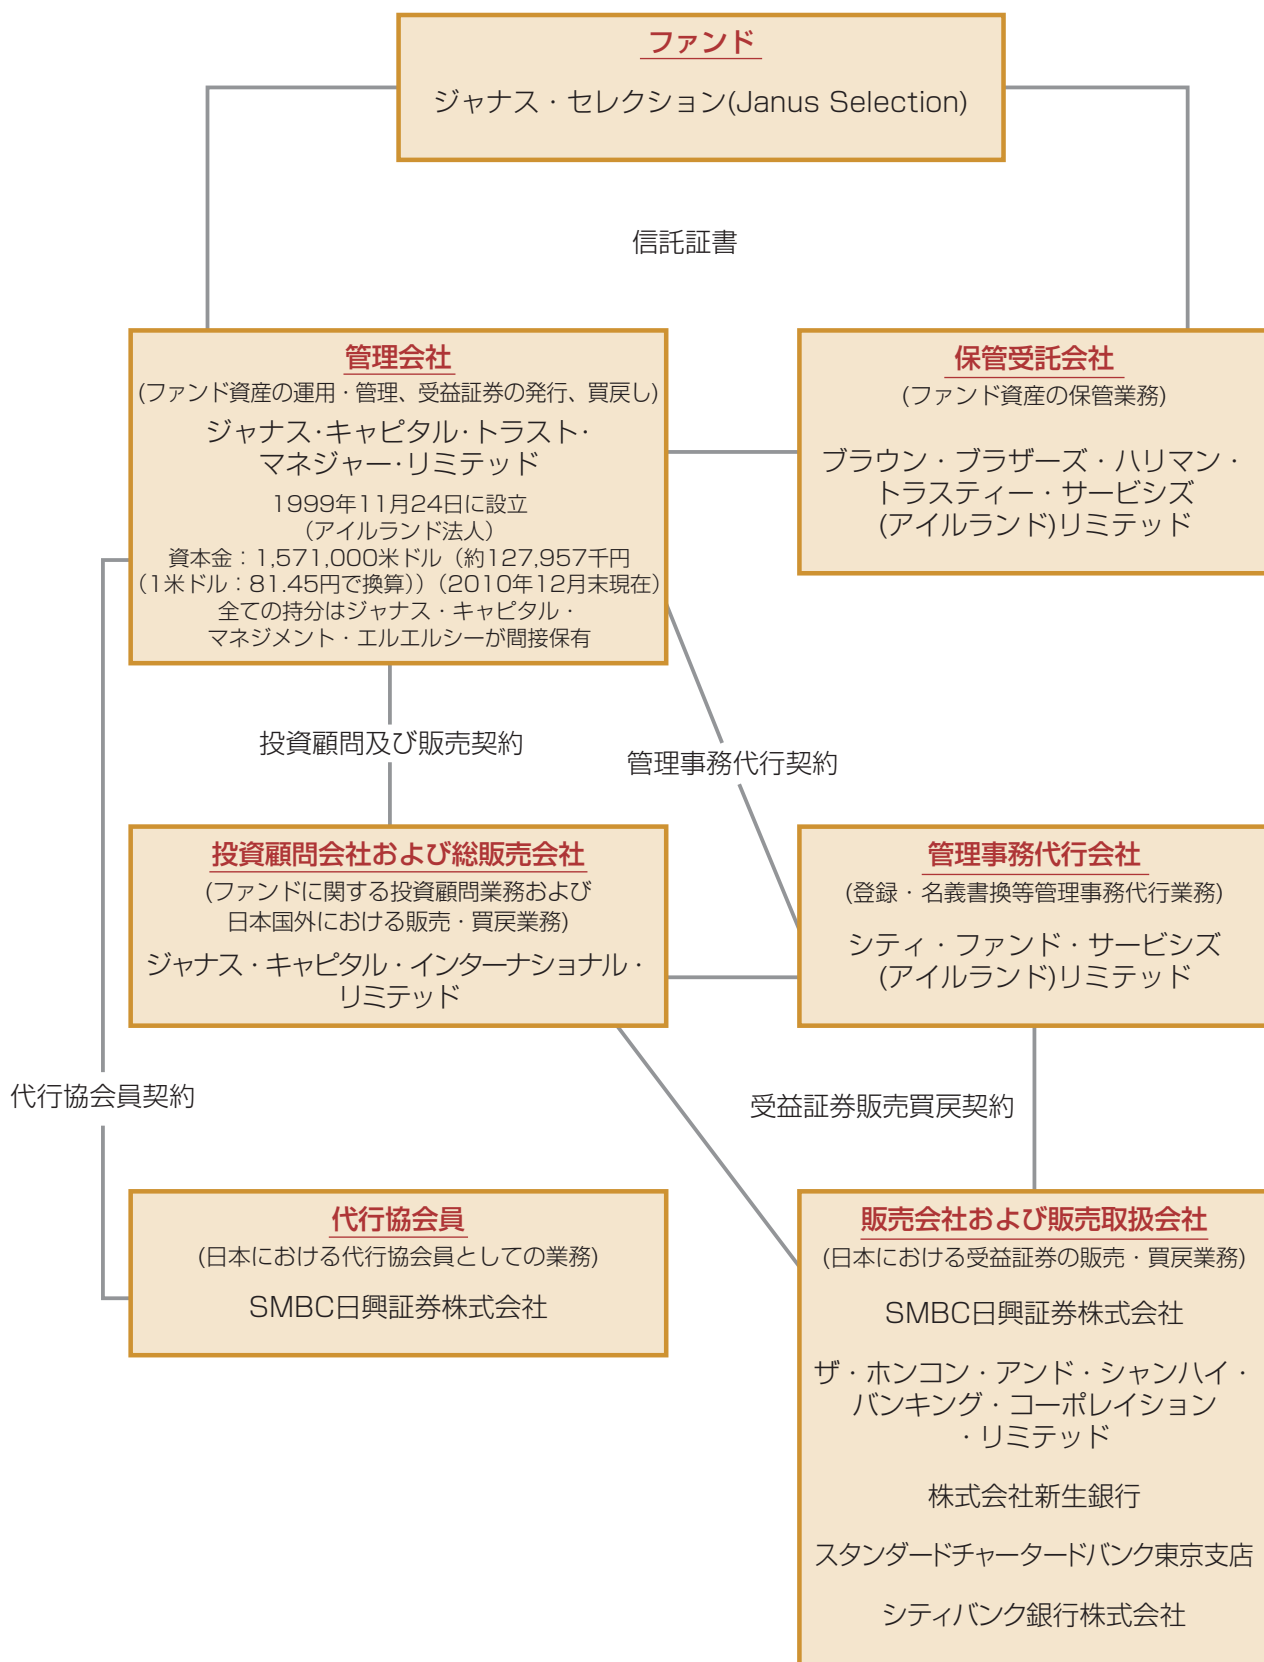 ファンド
ジャナス・セレクション(Janus Selection)
信託証書
管理会社
(ファンド資産の運用・管理、受益証券の発行、買戻し)
ジャナス・キャピタル・トラスト・
マネジャー・リミテッド
1999年11月24日に設立
(アイルランド法人)
資本金：1,571,000米ドル（約127,957千円
（1米ドル：81.45円で換算））（2010年12月末現在）
全ての持分はジャナス・キャピタル・
マネジメント・エルエルシーが間接保有
保管受託会社
(ファンド資産の保管業務)
ブラウン・ブラザーズ・ハリマン・
トラスティー・サービシズ
(アイルランド)リミテッド
投資顧問及び販売契約
管理事務代行契約
投資顧問会社および総販売会社
(ファンドに関する投資顧問業務および
日本国外における販売・買戻業務)
ジャナス・キャピタル・インターナショナル・
リミテッド
管理事務代行会社
(登録・名義書換等管理事務代行業務)
シティ・ファンド・サービシズ
(アイルランド)リミテッド
代行協会員契約
受益証券販売買戻契約
代行協会員
(日本における代行協会員としての業務)
SMBC日興証券株式会社
販売会社および販売取扱会社
(日本における受益証券の販売・買戻業務)
SMBC日興証券株式会社
ザ・ホンコン・アンド・シャンハイ・
バンキング・コーポレイション
・リミテッド
株式会社新生銀行
スタンダードチャータードバンク東京支店
シティバンク銀行株式会社